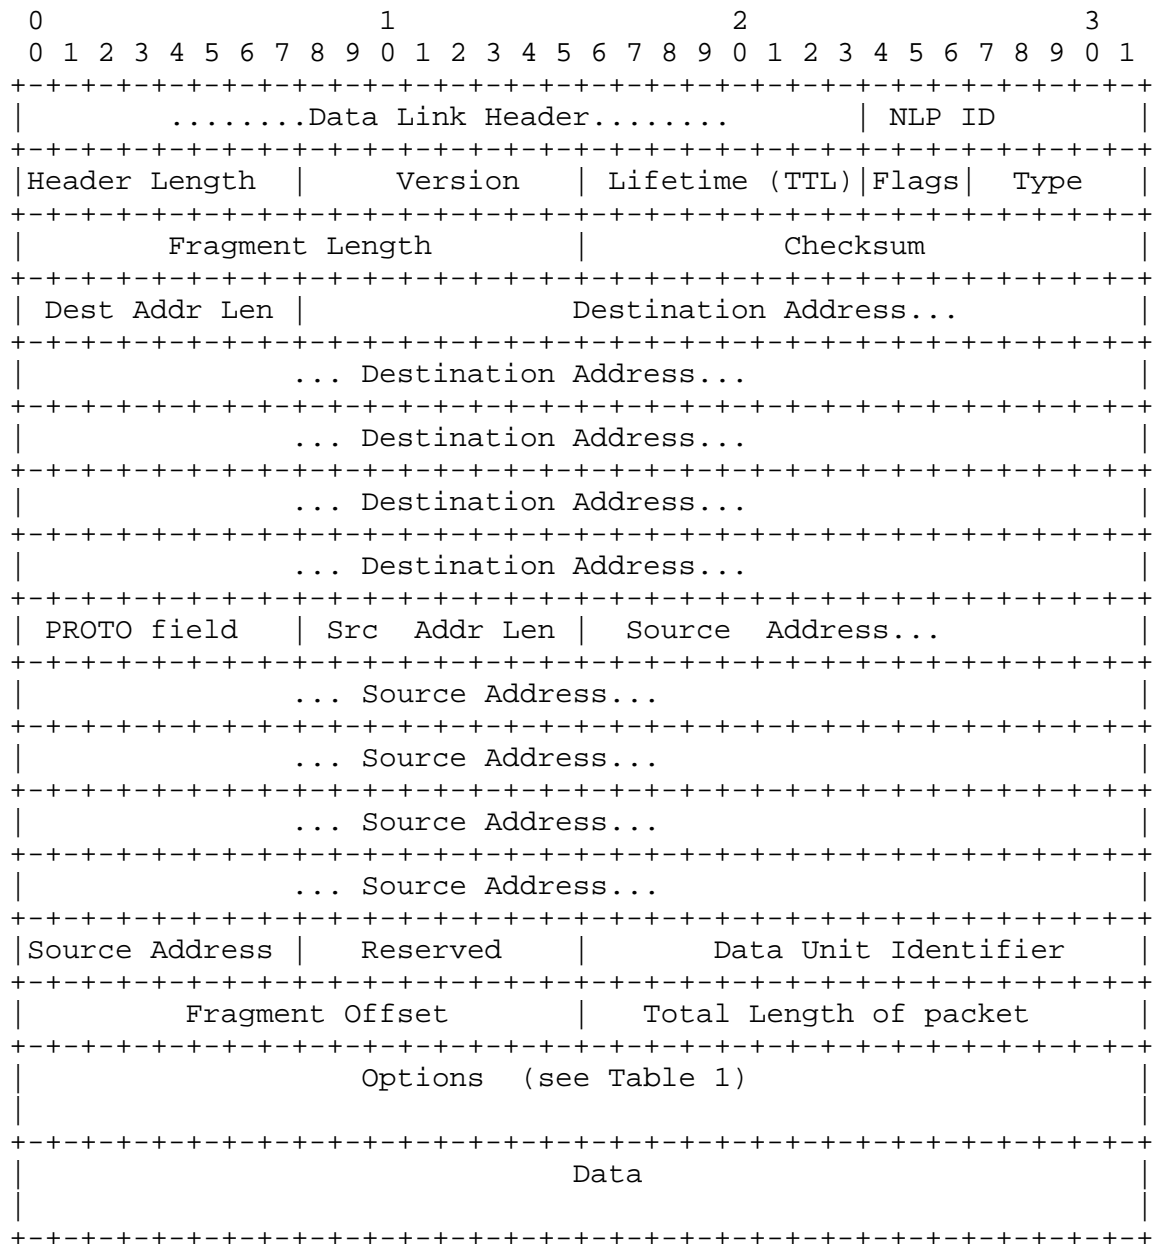 0                   1                   2                   3
 0 1 2 3 4 5 6 7 8 9 0 1 2 3 4 5 6 7 8 9 0 1 2 3 4 5 6 7 8 9 0 1
+-+-+-+-+-+-+-+-+-+-+-+-+-+-+-+-+-+-+-+-+-+-+-+-+-+-+-+-+-+-+-+-+
|        ........Data Link Header........       | NLP ID        |
+-+-+-+-+-+-+-+-+-+-+-+-+-+-+-+-+-+-+-+-+-+-+-+-+-+-+-+-+-+-+-+-+
|Header Length  |     Version   | Lifetime (TTL)|Flags|  Type   |
+-+-+-+-+-+-+-+-+-+-+-+-+-+-+-+-+-+-+-+-+-+-+-+-+-+-+-+-+-+-+-+-+
|        Fragment Length        |           Checksum            |
+-+-+-+-+-+-+-+-+-+-+-+-+-+-+-+-+-+-+-+-+-+-+-+-+-+-+-+-+-+-+-+-+
| Dest Addr Len |               Destination Address...          |
+-+-+-+-+-+-+-+-+-+-+-+-+-+-+-+-+-+-+-+-+-+-+-+-+-+-+-+-+-+-+-+-+
|               ... Destination Address...                      |
+-+-+-+-+-+-+-+-+-+-+-+-+-+-+-+-+-+-+-+-+-+-+-+-+-+-+-+-+-+-+-+-+
|               ... Destination Address...                      |
+-+-+-+-+-+-+-+-+-+-+-+-+-+-+-+-+-+-+-+-+-+-+-+-+-+-+-+-+-+-+-+-+
|               ... Destination Address...                      |
+-+-+-+-+-+-+-+-+-+-+-+-+-+-+-+-+-+-+-+-+-+-+-+-+-+-+-+-+-+-+-+-+
|               ... Destination Address...                      |
+-+-+-+-+-+-+-+-+-+-+-+-+-+-+-+-+-+-+-+-+-+-+-+-+-+-+-+-+-+-+-+-+
| PROTO field   | Src  Addr Len |  Source  Address...           |
+-+-+-+-+-+-+-+-+-+-+-+-+-+-+-+-+-+-+-+-+-+-+-+-+-+-+-+-+-+-+-+-+
|               ... Source Address...                           |
+-+-+-+-+-+-+-+-+-+-+-+-+-+-+-+-+-+-+-+-+-+-+-+-+-+-+-+-+-+-+-+-+
|               ... Source Address...                           |
+-+-+-+-+-+-+-+-+-+-+-+-+-+-+-+-+-+-+-+-+-+-+-+-+-+-+-+-+-+-+-+-+
|               ... Source Address...                           |
+-+-+-+-+-+-+-+-+-+-+-+-+-+-+-+-+-+-+-+-+-+-+-+-+-+-+-+-+-+-+-+-+
|               ... Source Address...                           |
+-+-+-+-+-+-+-+-+-+-+-+-+-+-+-+-+-+-+-+-+-+-+-+-+-+-+-+-+-+-+-+-+
|Source Address |   Reserved    |       Data Unit Identifier    |
+-+-+-+-+-+-+-+-+-+-+-+-+-+-+-+-+-+-+-+-+-+-+-+-+-+-+-+-+-+-+-+-+
|         Fragment Offset       |   Total Length of packet      |
+-+-+-+-+-+-+-+-+-+-+-+-+-+-+-+-+-+-+-+-+-+-+-+-+-+-+-+-+-+-+-+-+
|                   Options  (see Table 1)                      |
|                                                               |
+-+-+-+-+-+-+-+-+-+-+-+-+-+-+-+-+-+-+-+-+-+-+-+-+-+-+-+-+-+-+-+-+
|                               Data                            |
|                                                               |
+-+-+-+-+-+-+-+-+-+-+-+-+-+-+-+-+-+-+-+-+-+-+-+-+-+-+-+-+-+-+-+-+